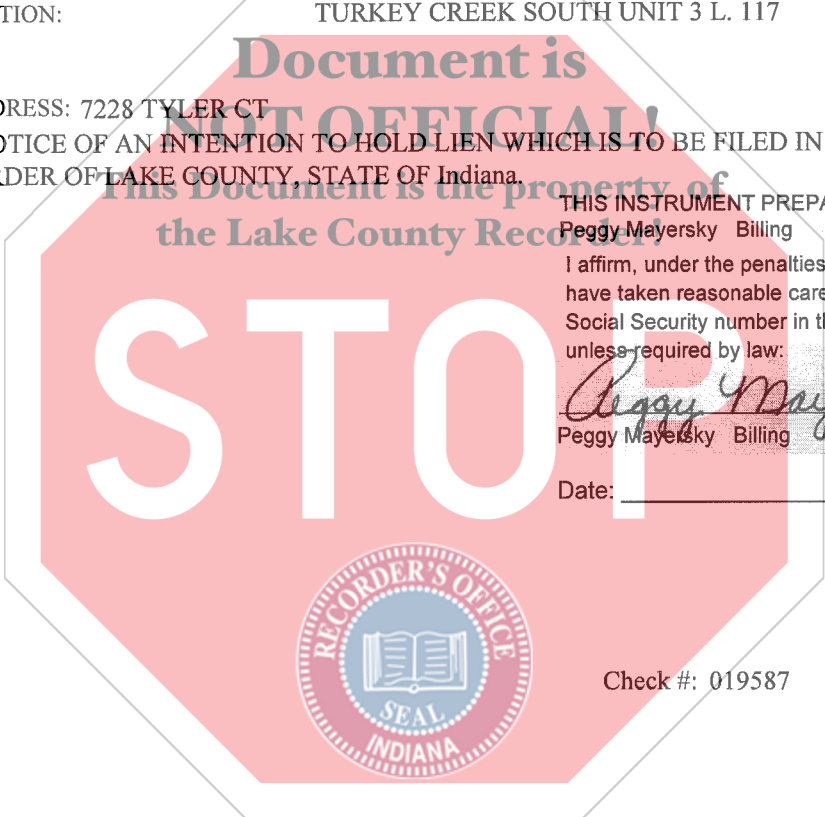 TION: TURKEY CREEK SOUTH UNIT 3 L. 117
Document is
DRESS: 7228 TYLER CT
NOT OFFICIAL!
OTICE OF AN INTENTION TO HOLD LIEN WHICH IS TO BE FILED IN
RDER OF LAKE COUNTY, STATE OF Indiana.
This Document is the property of
the Lake County Recorder!
THIS INSTRUMENT PREPA
Peggy Mayersky Billing
I affirm, under the penalties
have taken reasonable care
Social Security number in th
unless required by law:
Peggy May
Peggy Mayersky Billing
Date:
STOP
RECORDER'S OFFICE
SEAL
INDIANA
Check #: 019587